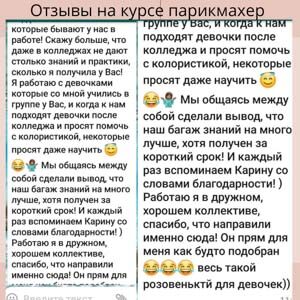 Отзывы на курсе парикмахер
которые бывают у нас в
работе! Скажу больше, что
даже в колледжах не дают
столько знаний и практики,
сколько я получила у Вас!
Я работаю с девочками
которые со мной учились в
группе у Вас, и когда к нам
подходят девочки после
колледжа и просят помочь
с колористикой, некоторые
просят даже научить 😇
😂🤷🏽‍♀️ Мы общаясь между
собой сделали вывод, что
наш багаж знаний на много
лучше, хотя получен за
короткий срок! И каждый
раз вспоминаем Карину со
словами благодарности! )
Работаю я в дружном,
хорошем коллективе,
спасибо, что направили
именно сюда! Он прям для
Введите текст
группе у Вас, и когда к нам
подходят девочки после
колледжа и просят помочь
с колористикой, некоторые
просят даже научить 😇
😂🤷🏽‍♀️ Мы общаясь между
собой сделали вывод, что
наш багаж знаний на много
лучше, хотя получен за
короткий срок! И каждый
раз вспоминаем Карину со
словами благодарности! )
Работаю я в дружном,
хорошем коллективе,
спасибо, что направили
именно сюда! Он прям для
меня как будто подобран
😂😂😂 весь такой
розовенький для девочек))